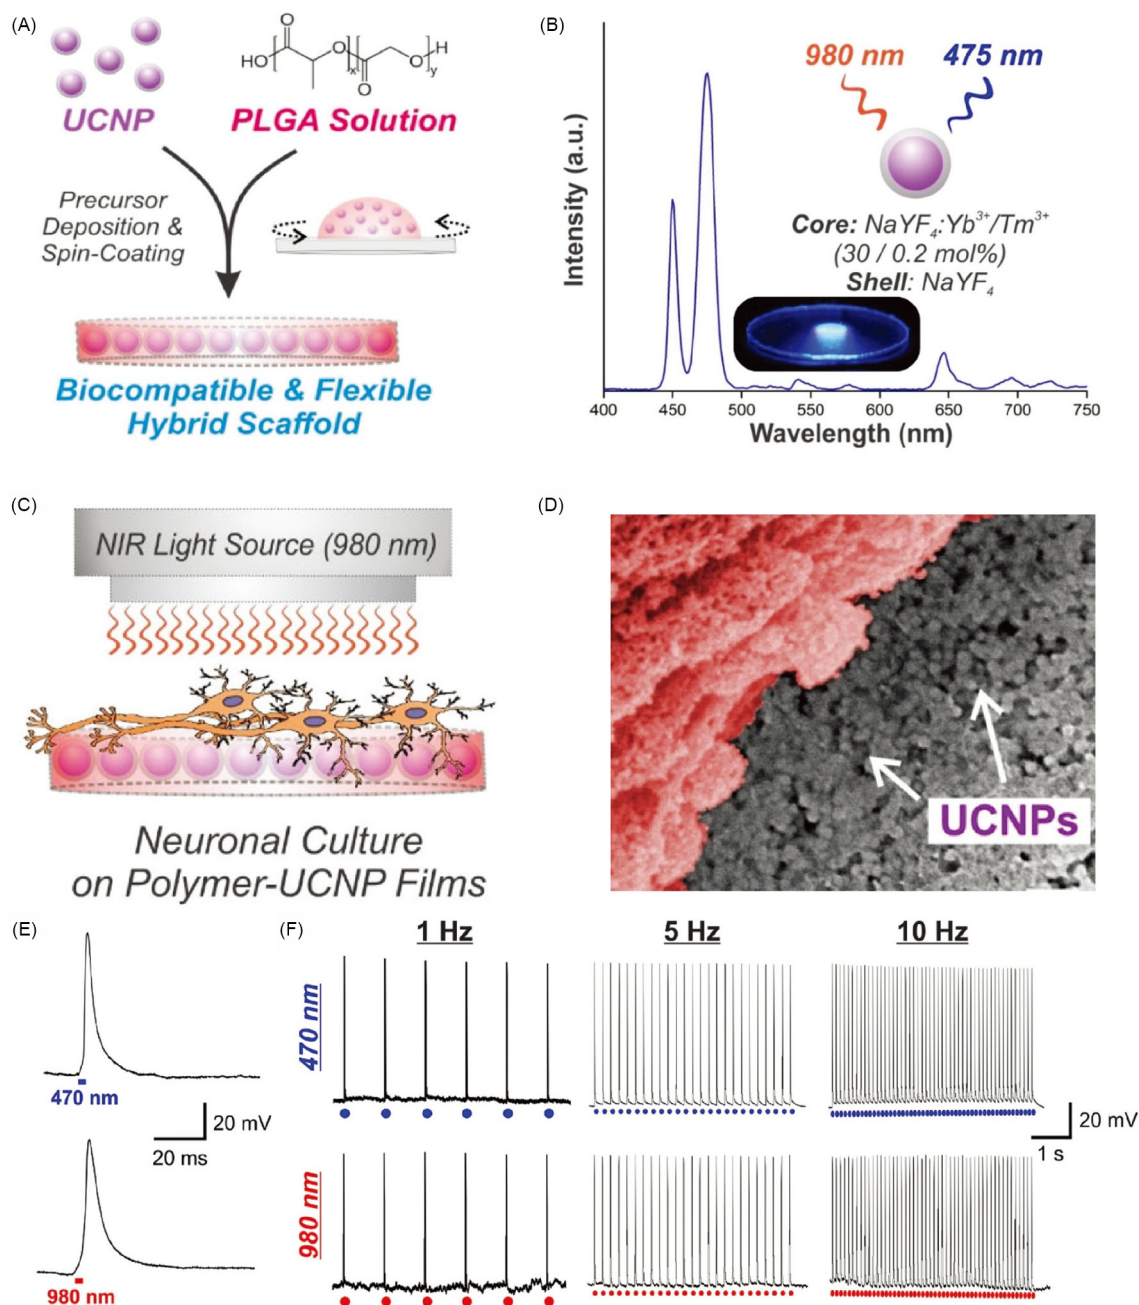 (A)
UCNP
HO
O
O
O
O
H
x
y
PLGA Solution
Precursor
Deposition &
Spin-Coating
Biocompatible & Flexible
Hybrid Scaffold
(B)
980 nm
475 nm
Core: NaYF₄:Yb³⁺/Tm³⁺
(30 / 0.2 mol%)
Shell: NaYF₄
Intensity (a.u.)
400 450 500 550 600 650 700 750
Wavelength (nm)
(C)
NIR Light Source (980 nm)
Neuronal Culture
on Polymer-UCNP Films
(D)
UCNPs
(E)
470 nm
20 mV
20 ms
980 nm
(F)
1 Hz
5 Hz
10 Hz
470 nm
20 mV
1 s
980 nm